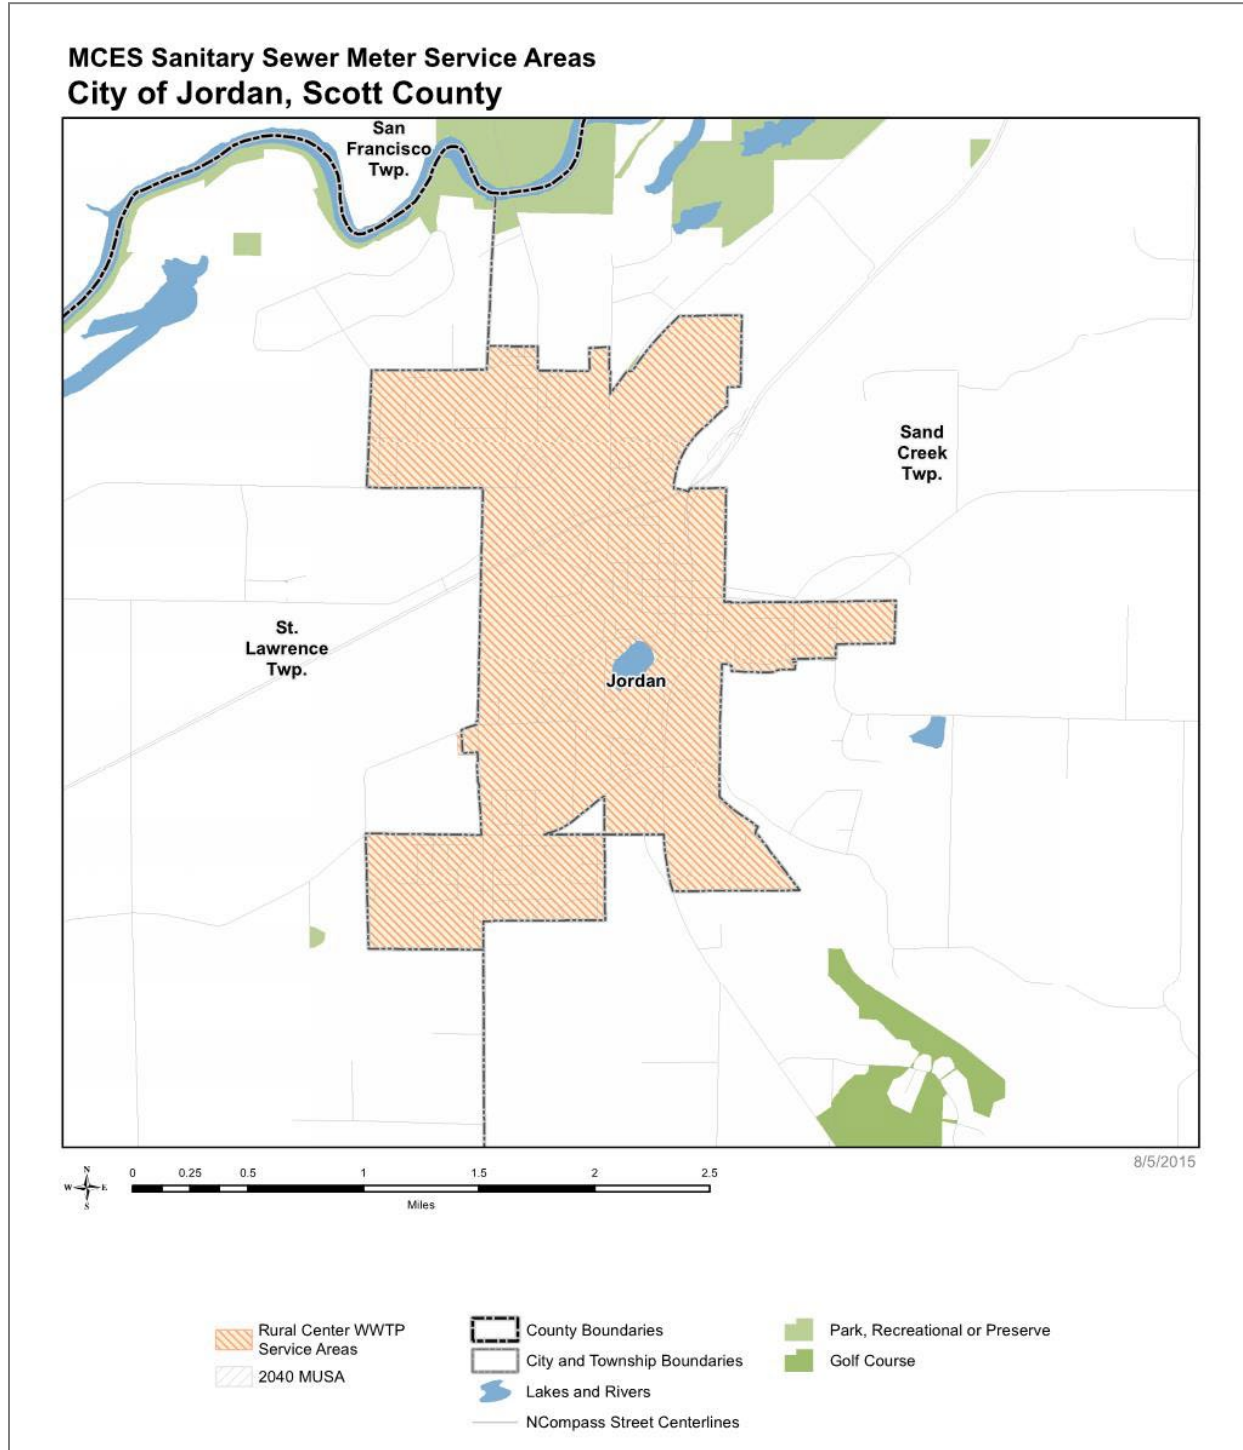 MCES Sanitary Sewer Meter Service Areas
City of Jordan, Scott County
San
Francisco
Twp.
Sand
Creek
Twp.
St.
Lawrence
Twp.
Jordan
8/5/2015
N
W E
S
0 0.25 0.5 1 1.5 2 2.5
Miles
Rural Center WWTP
Service Areas
2040 MUSA
County Boundaries
City and Township Boundaries
Lakes and Rivers
NCompass Street Centerlines
Park, Recreational or Preserve
Golf Course